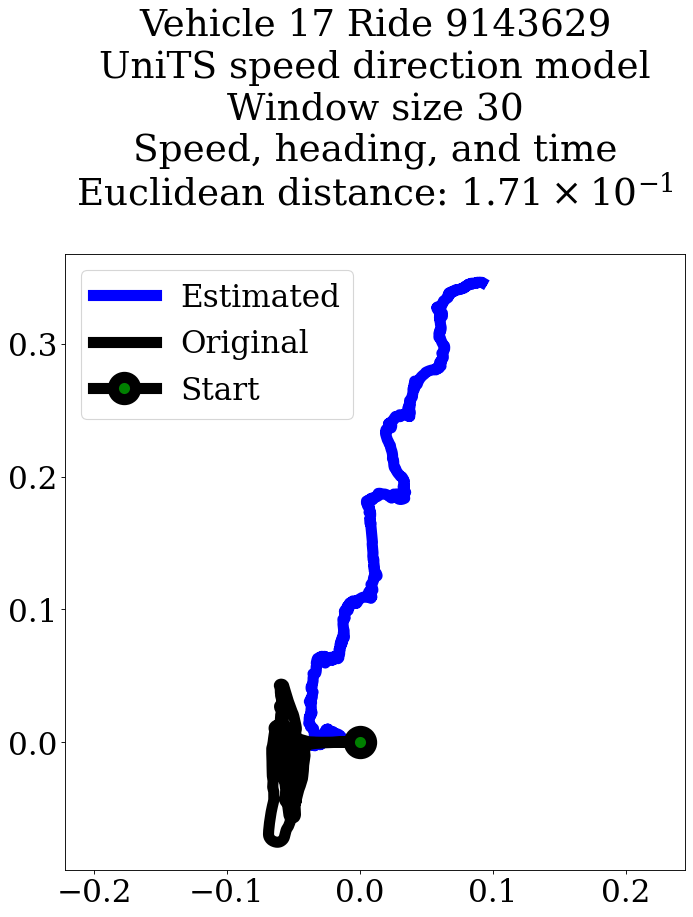 Vehicle 17 Ride 9143629
UniTS speed direction model
Window size 30
Speed, heading, and time
Euclidean distance: 1.71 × 10⁻¹
Estimated
Original
Start
0.3
0.2
0.1
0.0
−0.2 −0.1 0.0 0.1 0.2